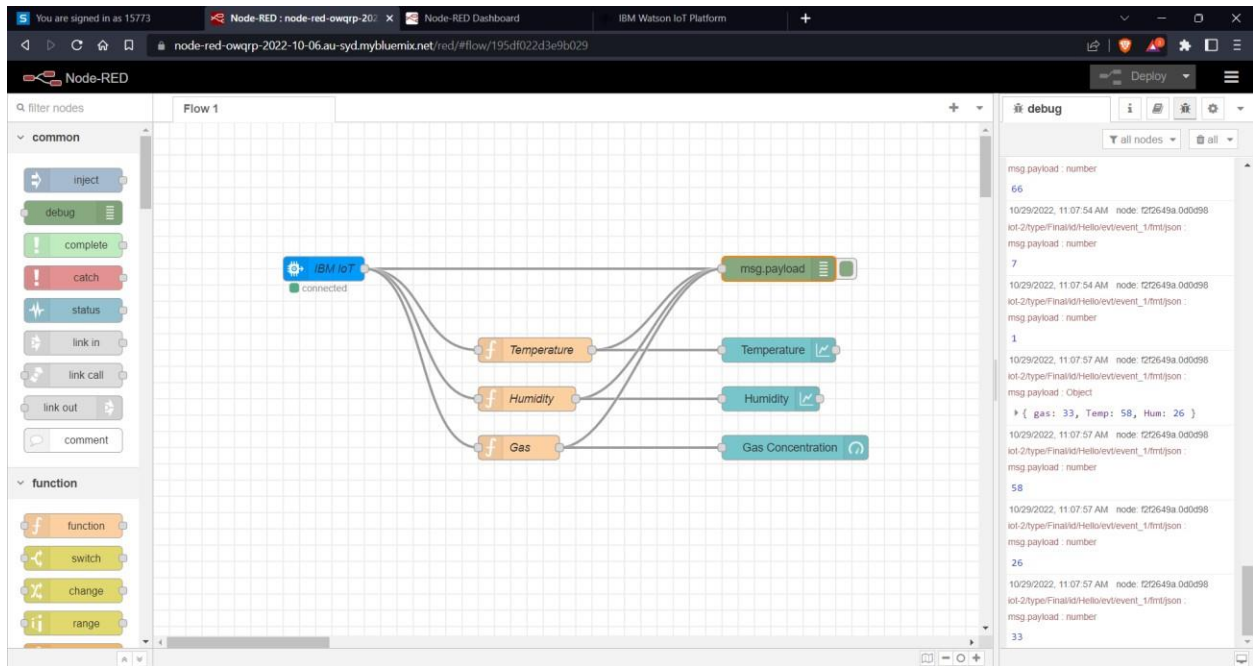 You are signed in as 15773
Node-RED : node-red-owqrp-202
Node-RED Dashboard
IBM Watson IoT Platform
node-red-owqrp-2022-10-06.au-syd.mybluemix.net/red/#flow/195df022d3e9b029
Node-RED
Deploy
filter nodes
Flow 1
debug
common
all nodes
all
inject
debug
complete
catch
status
link in
link call
link out
comment
function
function
switch
change
range
IBM IoT
connected
msg.payload
Temperature
Temperature
Humidity
Humidity
Gas
Gas Concentration
msg.payload : number
66
10/29/2022, 11:07:54 AM node: f2f2649a.0d0d98
iot-2/type/Final/id/Hello/evt/event_1/fmt/json :
msg.payload : number
7
10/29/2022, 11:07:54 AM node: f2f2649a.0d0d98
iot-2/type/Final/id/Hello/evt/event_1/fmt/json :
msg.payload : number
1
10/29/2022, 11:07:57 AM node: f2f2649a.0d0d98
iot-2/type/Final/id/Hello/evt/event_1/fmt/json :
msg.payload : Object
{ gas: 33, Temp: 58, Hum: 26 }
10/29/2022, 11:07:57 AM node: f2f2649a.0d0d98
iot-2/type/Final/id/Hello/evt/event_1/fmt/json :
msg.payload : number
58
10/29/2022, 11:07:57 AM node: f2f2649a.0d0d98
iot-2/type/Final/id/Hello/evt/event_1/fmt/json :
msg.payload : number
26
10/29/2022, 11:07:57 AM node: f2f2649a.0d0d98
iot-2/type/Final/id/Hello/evt/event_1/fmt/json :
msg.payload : number
33